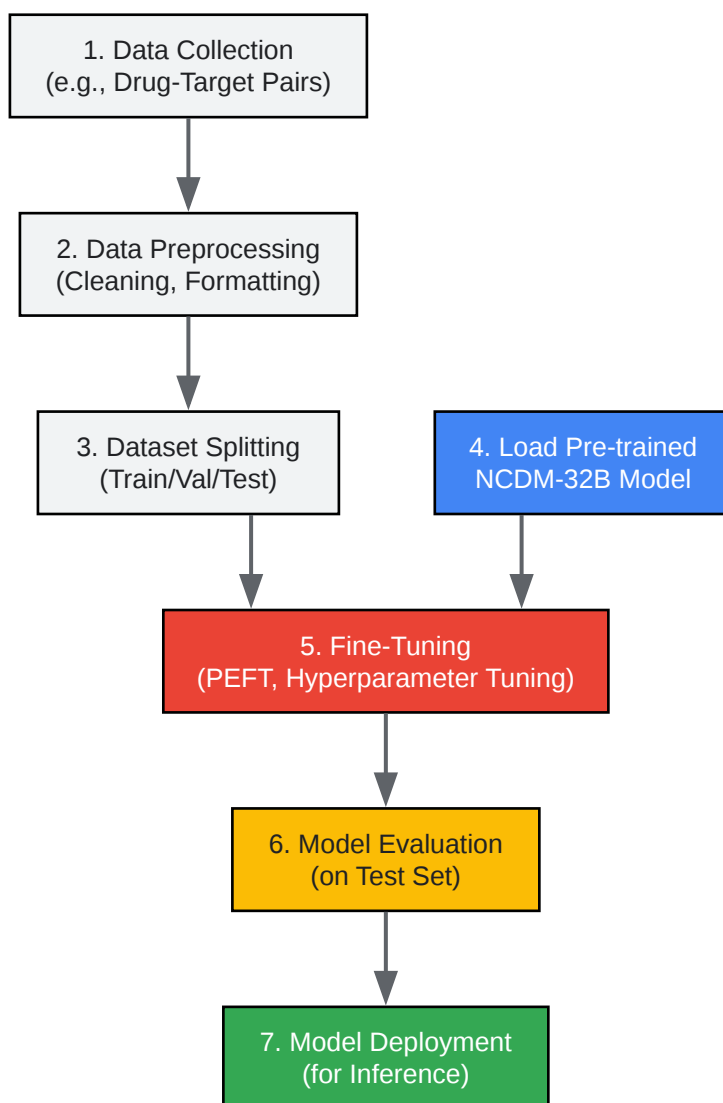 1. Data Collection
(e.g., Drug-Target Pairs)
2. Data Preprocessing
(Cleaning, Formatting)
3. Dataset Splitting
(Train/Val/Test)
4. Load Pre-trained
NCDM-32B Model
5. Fine-Tuning
(PEFT, Hyperparameter Tuning)
6. Model Evaluation
(on Test Set)
7. Model Deployment
(for Inference)